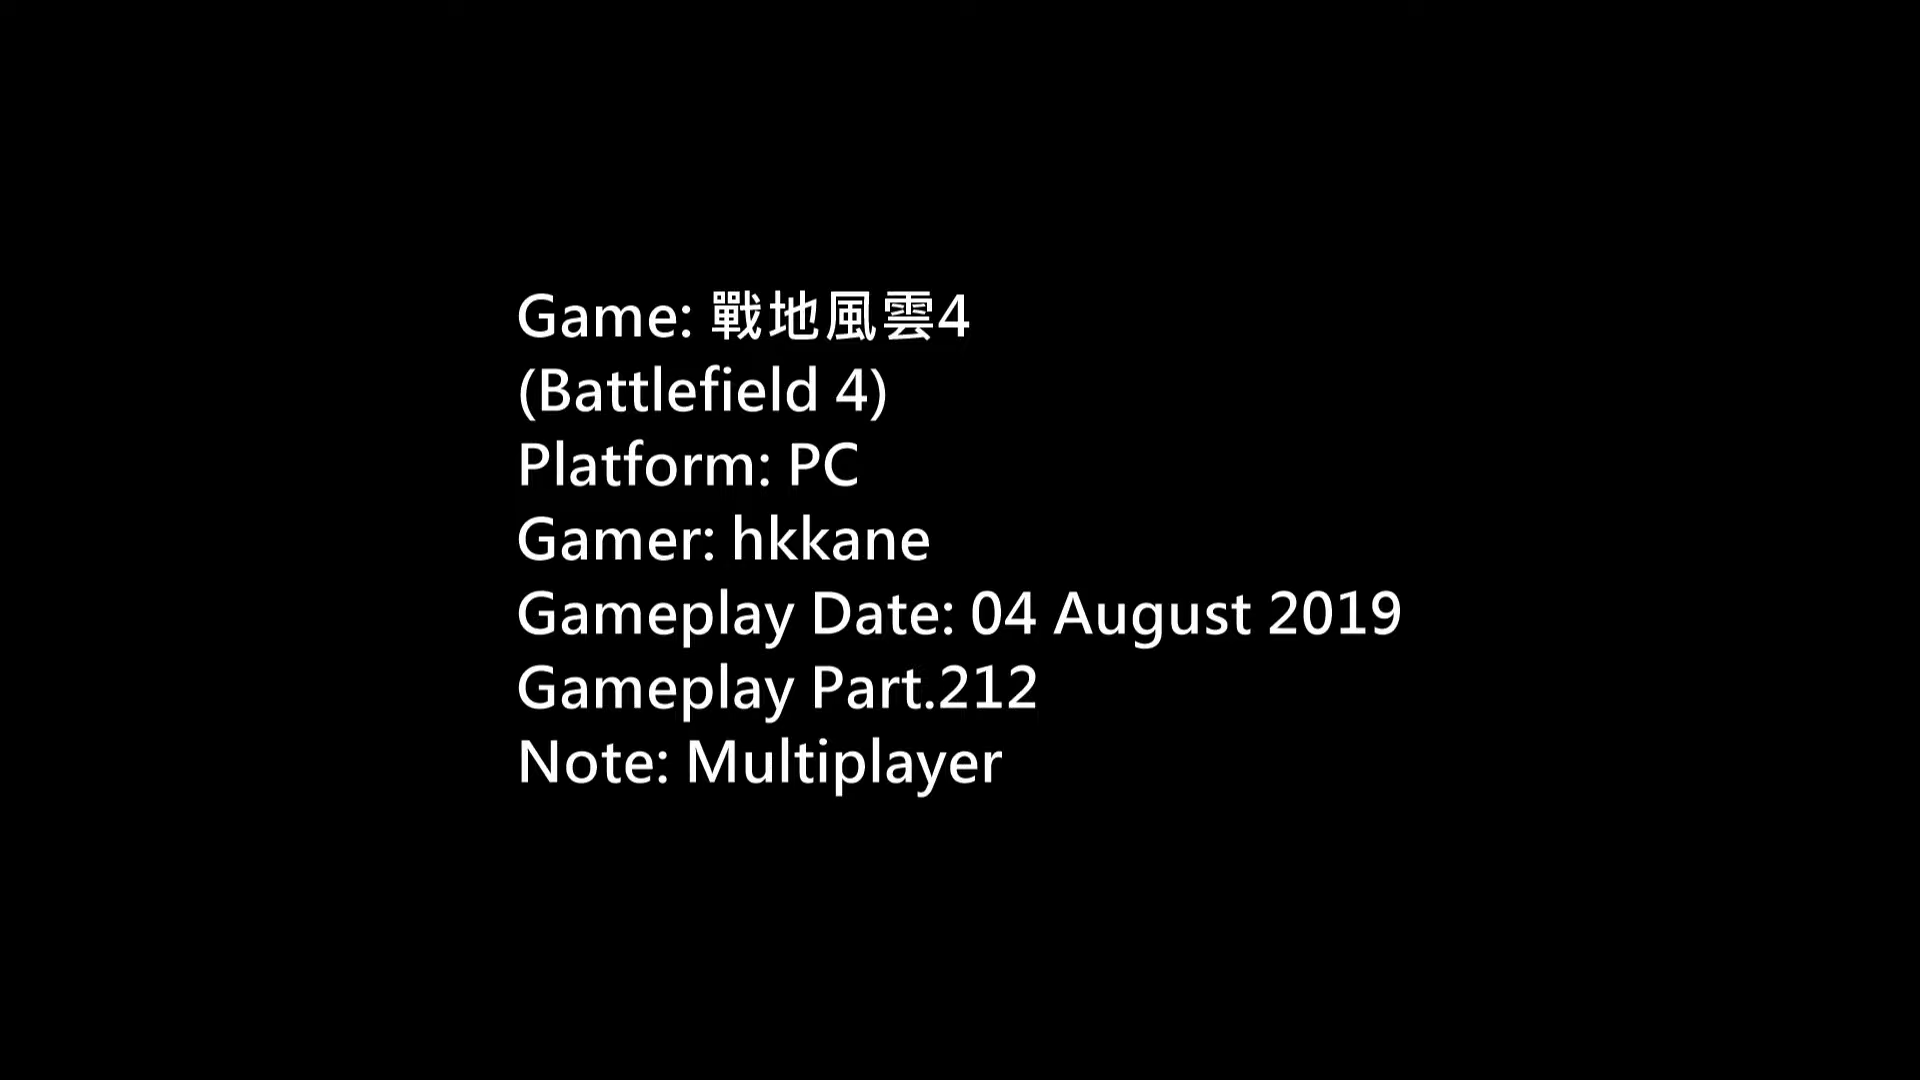 Game: 戰地風雲4
(Battlefield 4)
Platform: PC
Gamer: hkkane
Gameplay Date: 04 August 2019
Gameplay Part.212
Note: Multiplayer